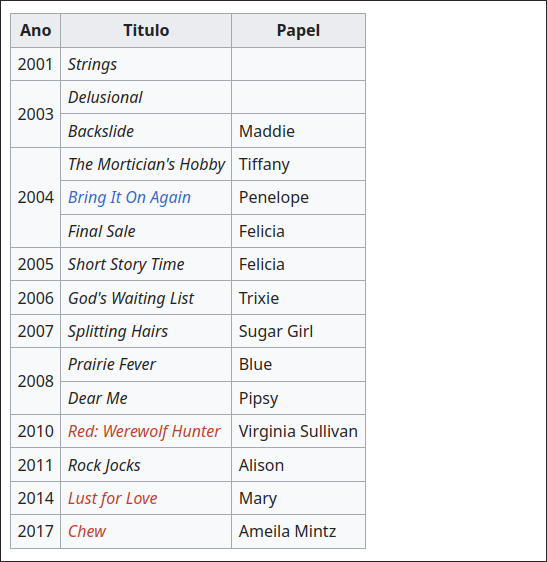 Ano Titulo Papel
2001 Strings
2003 Delusional
Backslide Maddie
2004 The Mortician's Hobby Tiffany
Bring It On Again Penelope
Final Sale Felicia
2005 Short Story Time Felicia
2006 God's Waiting List Trixie
2007 Splitting Hairs Sugar Girl
2008 Prairie Fever Blue
Dear Me Pipsy
2010 Red: Werewolf Hunter Virginia Sullivan
2011 Rock Jocks Alison
2014 Lust for Love Mary
2017 Chew Ameila Mintz